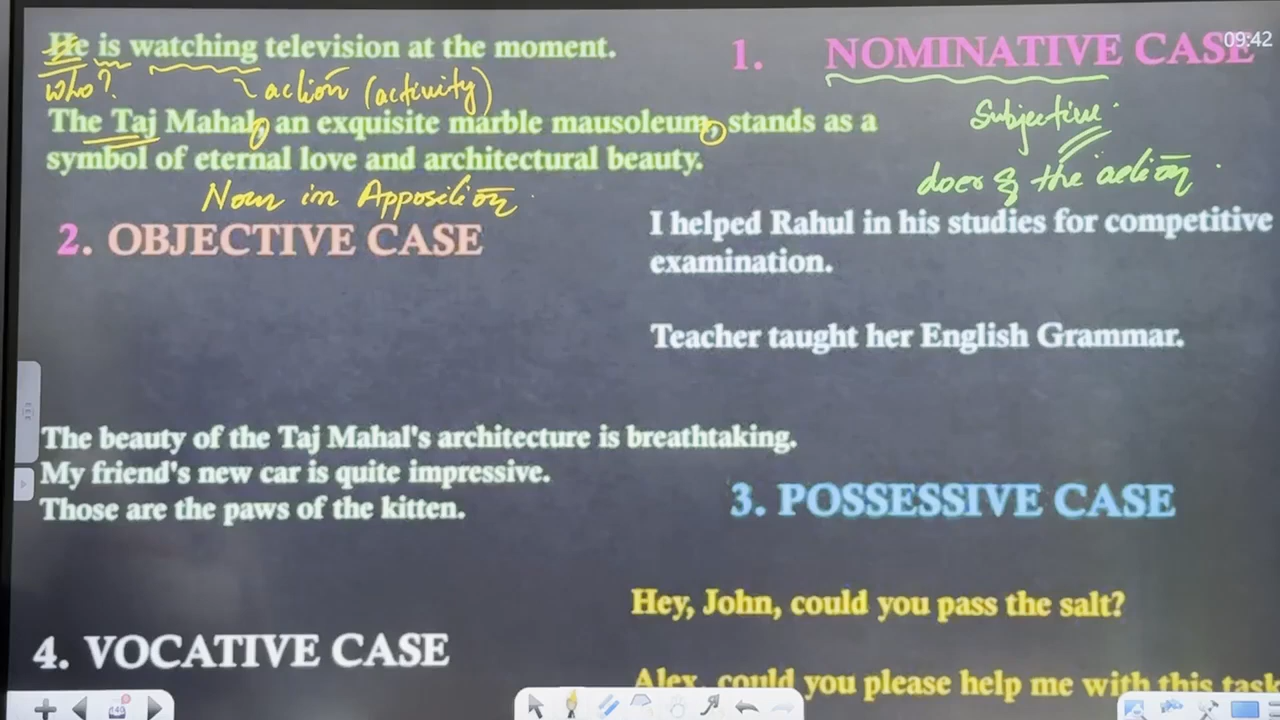 09:42
He is watching television at the moment.
1. NOMINATIVE CASE
who?
action (activity)
Subjective
The Taj Mahal, an exquisite marble mausoleum, stands as a
symbol of eternal love and architectural beauty.
doer of the action
Noun in Apposition
2. OBJECTIVE CASE
I helped Rahul in his studies for competitive
examination.
Teacher taught her English Grammar.
The beauty of the Taj Mahal's architecture is breathtaking.
My friend's new car is quite impressive.
Those are the paws of the kitten.
3. POSSESSIVE CASE
Hey, John, could you pass the salt?
4. VOCATIVE CASE
Alex, could you please help me with this task